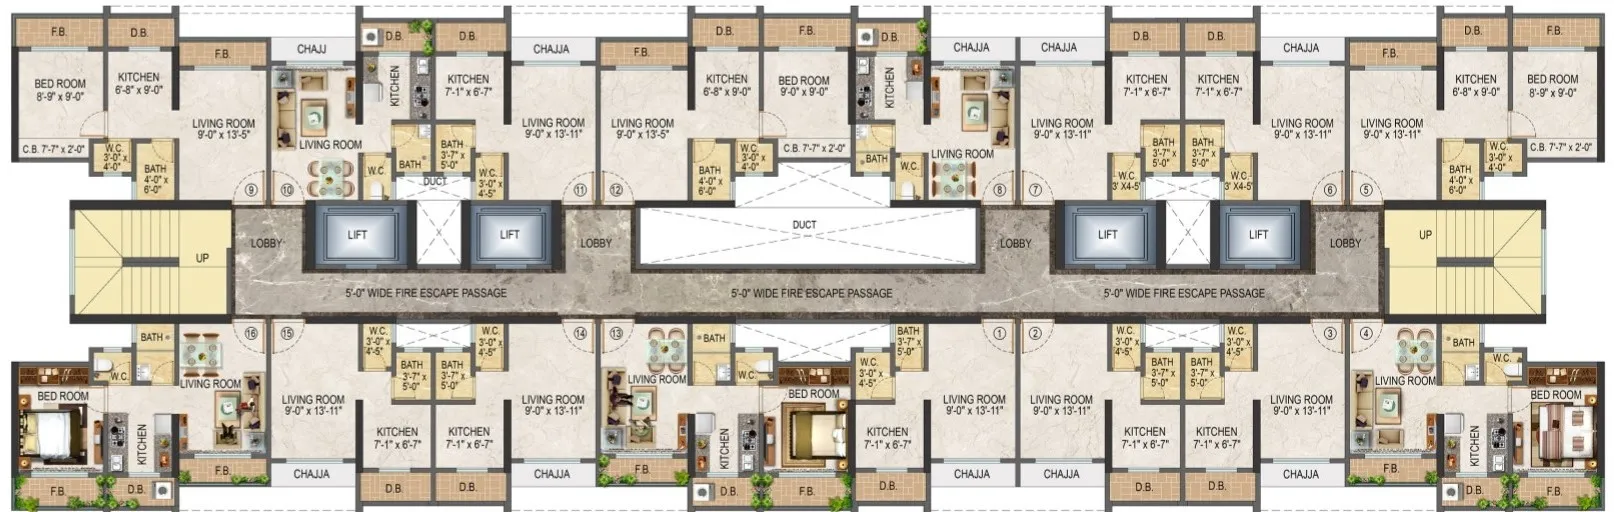 F.B.
D.B.
F.B.
CHAJJ
D.B.
D.B.
CHAJJA
F.B.
D.B.
F.B.
D.B.
CHAJJA
CHAJJA
D.B.
D.B.
CHAJJA
F.B.
D.B.
F.B.
BED ROOM
8'-9" x 9'-0"
KITCHEN
6'-8" x 9'-0"
LIVING ROOM
9'-0" x 13'-5"
LIVING ROOM
KITCHEN
KITCHEN
7'-1" x 6'-7"
LIVING ROOM
9'-0" x 13'-11"
LIVING ROOM
9'-0" x 13'-5"
KITCHEN
6'-8" x 9'-0"
BED ROOM
9'-0" x 9'-0"
KITCHEN
LIVING ROOM
LIVING ROOM
9'-0" x 13'-11"
KITCHEN
7'-1" x 6'-7"
KITCHEN
7'-1" x 6'-7"
LIVING ROOM
9'-0" x 13'-11"
LIVING ROOM
9'-0" x 13'-11"
KITCHEN
6'-8" x 9'-0"
BED ROOM
8'-9" x 9'-0"
C.B. 7'-7" x 2'-0"
W.C.
3'-0" x
4'-0"
BATH
4'-0" x
6'-0"
W.C.
BATH
BATH
3'-7" x
5'-0"
W.C.
3'-0" x
4'-5"
BATH
4'-0" x
6'-0"
W.C.
3'-0" x
4'-0"
C.B. 7'-7" x 2'-0"
BATH
W.C.
W.C.
3' X4-5'
BATH
3'-7" x
5'-0"
BATH
3'-7" x
5'-0"
W.C.
3' X4-5'
BATH
4'-0" x
6'-0"
W.C.
3'-0" x
4'-0"
C.B. 7'-7" x 2'-0"
DUCT
9
10
11
12
8
7
6
5
UP
LOBBY
LIFT
LIFT
LOBBY
DUCT
LOBBY
LIFT
LIFT
LOBBY
UP
5'-0" WIDE FIRE ESCAPE PASSAGE
5'-0" WIDE FIRE ESCAPE PASSAGE
5'-0" WIDE FIRE ESCAPE PASSAGE
16
15
14
13
1
2
3
4
BATH
W.C.
W.C.
3'-0" x
4'-5"
BATH
3'-7" x
5'-0"
BATH
3'-7" x
5'-0"
W.C.
3'-0" x
4'-5"
BATH
W.C.
W.C.
3'-0" x
4'-5"
BATH
3'-7" x
5'-0"
W.C.
3'-0" x
4'-5"
BATH
3'-7" x
5'-0"
BATH
3'-7" x
5'-0"
W.C.
3'-0" x
4'-5"
BATH
W.C.
BED ROOM
KITCHEN
LIVING ROOM
LIVING ROOM
9'-0" x 13'-11"
KITCHEN
7'-1" x 6'-7"
KITCHEN
7'-1" x 6'-7"
LIVING ROOM
9'-0" x 13'-11"
LIVING ROOM
KITCHEN
BED ROOM
KITCHEN
7'-1" x 6'-7"
LIVING ROOM
9'-0" x 13'-11"
LIVING ROOM
9'-0" x 13'-11"
KITCHEN
7'-1" x 6'-7"
KITCHEN
7'-1" x 6'-7"
LIVING ROOM
9'-0" x 13'-11"
LIVING ROOM
KITCHEN
BED ROOM
F.B.
D.B.
F.B.
CHAJJA
D.B.
D.B.
CHAJJA
F.B.
D.B.
F.B.
D.B.
CHAJJA
CHAJJA
D.B.
D.B.
CHAJJA
F.B.
D.B.
F.B.